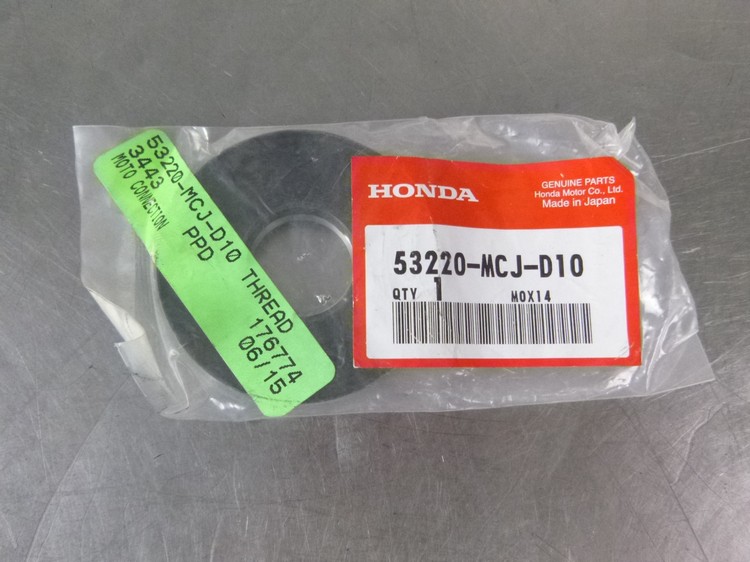 53220-MCJ-D10 THREAD
3443 PPD 176774
MOTO CONNECTION 06/15
HONDA
GENUINE PARTS
Honda Motor Co., Ltd.
Made in Japan
53220-MCJ-D10
QTY 1 M0X14